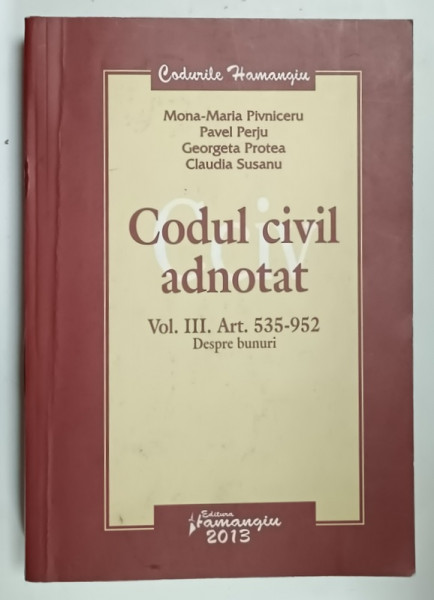 Codurile Hamangiu
Mona-Maria Pivniceru
Pavel Perju
Georgeta Protea
Claudia Susanu
Cciv
Codul civil
adnotat
Vol. III. Art. 535-952
Despre bunuri
Editura
Hamangiu
2013